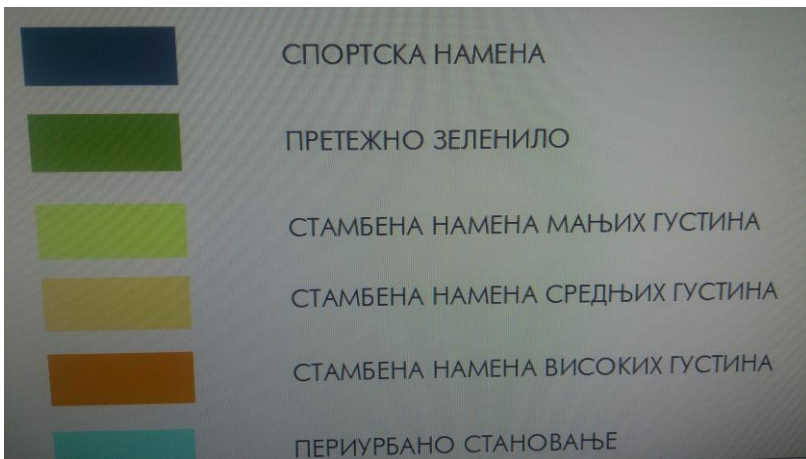 СПОРТСКА НАМЕНА
ПРЕТЕЖНО ЗЕЛЕНИЛО
СТАМБЕНА НАМЕНА МАЊИХ ГУСТИНА
СТАМБЕНА НАМЕНА СРЕДЊИХ ГУСТИНА
СТАМБЕНА НАМЕНА ВИСОКИХ ГУСТИНА
ПЕРИУРБАНО СТАНОВАЊЕ